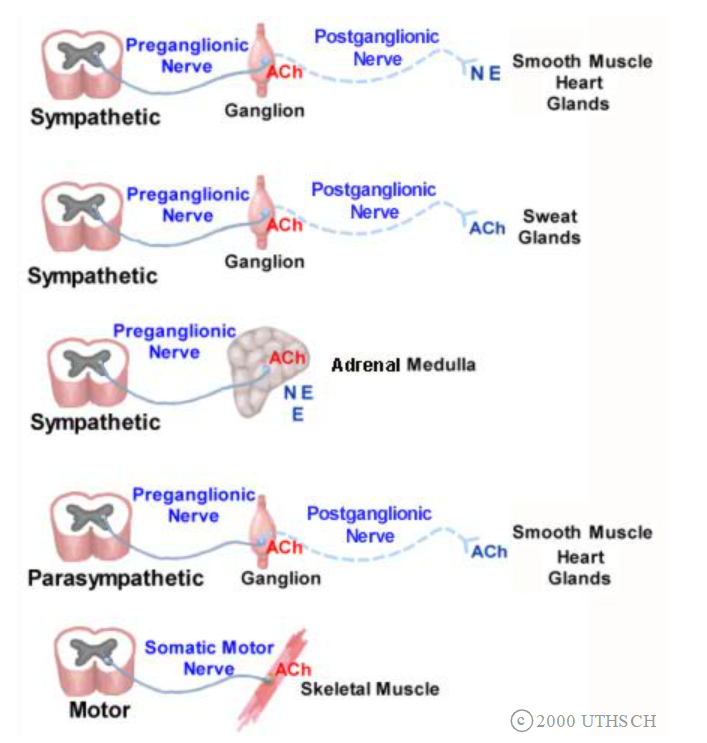 Preganglionic
Nerve
Postganglionic
Nerve
ACh
N E
Smooth Muscle
Heart
Glands
Ganglion
Sympathetic
Preganglionic
Nerve
Postganglionic
Nerve
ACh
ACh
Sweat
Glands
Ganglion
Sympathetic
Preganglionic
Nerve
ACh
Adrenal Medulla
N E
E
Sympathetic
Preganglionic
Nerve
Postganglionic
Nerve
ACh
ACh
Smooth Muscle
Heart
Glands
Parasympathetic
Ganglion
Somatic Motor
Nerve
ACh
Skeletal Muscle
Motor
© 2000 UTHSCH